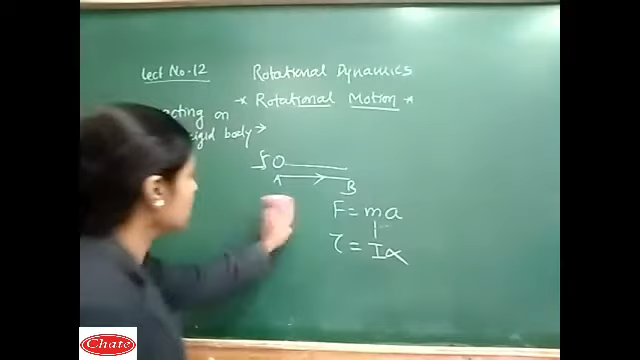 Lect No.-12
Rotational Dynamics
* Rotational Motion *
acting on
rigid body →
O
A B
F = ma
τ = Iα
Chate